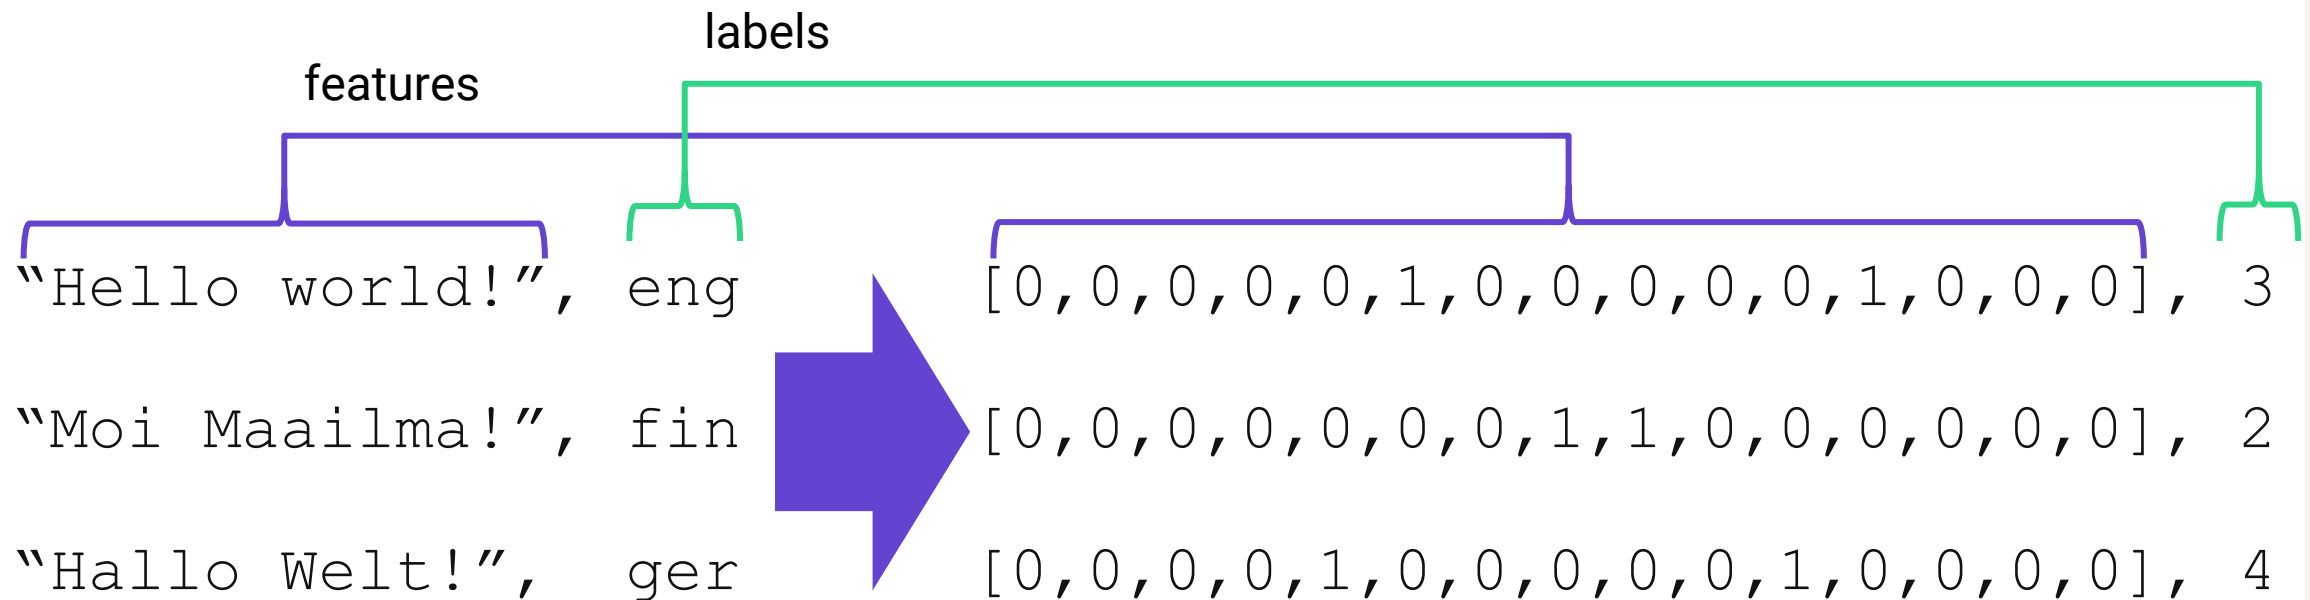 labels
features
“Hello world!”, eng [0,0,0,0,0,1,0,0,0,0,0,1,0,0,0], 3
“Moi Maailma!”, fin [0,0,0,0,0,0,0,1,1,0,0,0,0,0,0], 2
“Hallo Welt!”, ger [0,0,0,0,1,0,0,0,0,0,1,0,0,0,0], 4